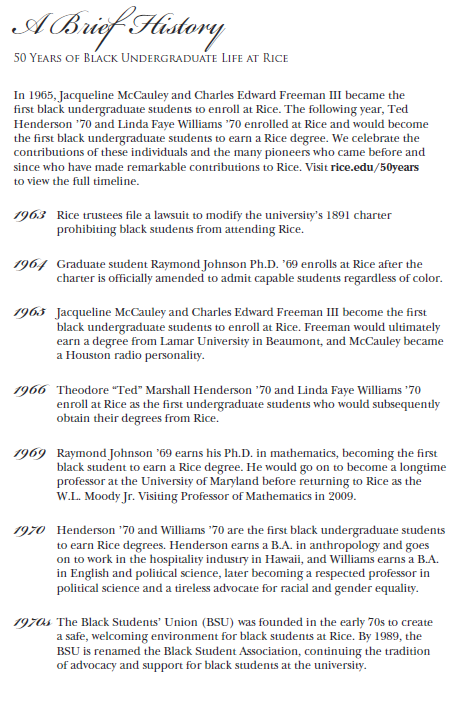 A Brief History
50 Years of Black Undergraduate Life at Rice
In 1965, Jacqueline McCauley and Charles Edward Freeman III became the
first black undergraduate students to enroll at Rice. The following year, Ted
Henderson ’70 and Linda Faye Williams ’70 enrolled at Rice and would become
the first black undergraduate students to earn a Rice degree. We celebrate the
contributions of these individuals and the many pioneers who came before and
since who have made remarkable contributions to Rice. Visit rice.edu/50years
to view the full timeline.
1963 Rice trustees file a lawsuit to modify the university’s 1891 charter
prohibiting black students from attending Rice.
1964 Graduate student Raymond Johnson Ph.D. ’69 enrolls at Rice after the
charter is officially amended to admit capable students regardless of color.
1965 Jacqueline McCauley and Charles Edward Freeman III become the first
black undergraduate students to enroll at Rice. Freeman would ultimately
earn a degree from Lamar University in Beaumont, and McCauley became
a Houston radio personality.
1966 Theodore “Ted” Marshall Henderson ’70 and Linda Faye Williams ’70
enroll at Rice as the first undergraduate students who would subsequently
obtain their degrees from Rice.
1969 Raymond Johnson ’69 earns his Ph.D. in mathematics, becoming the first
black student to earn a Rice degree. He would go on to become a longtime
professor at the University of Maryland before returning to Rice as the
W.L. Moody Jr. Visiting Professor of Mathematics in 2009.
1970 Henderson ’70 and Williams ’70 are the first black undergraduate students
to earn Rice degrees. Henderson earns a B.A. in anthropology and goes
on to work in the hospitality industry in Hawaii, and Williams earns a B.A.
in English and political science, later becoming a respected professor in
political science and a tireless advocate for racial and gender equality.
1970s The Black Students’ Union (BSU) was founded in the early 70s to create
a safe, welcoming environment for black students at Rice. By 1989, the
BSU is renamed the Black Student Association, continuing the tradition
of advocacy and support for black students at the university.